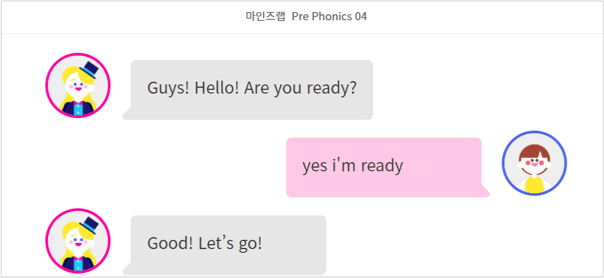 마인즈랩 Pre Phonics 04
Guys! Hello! Are you ready?
yes i'm ready
Good! Let's go!